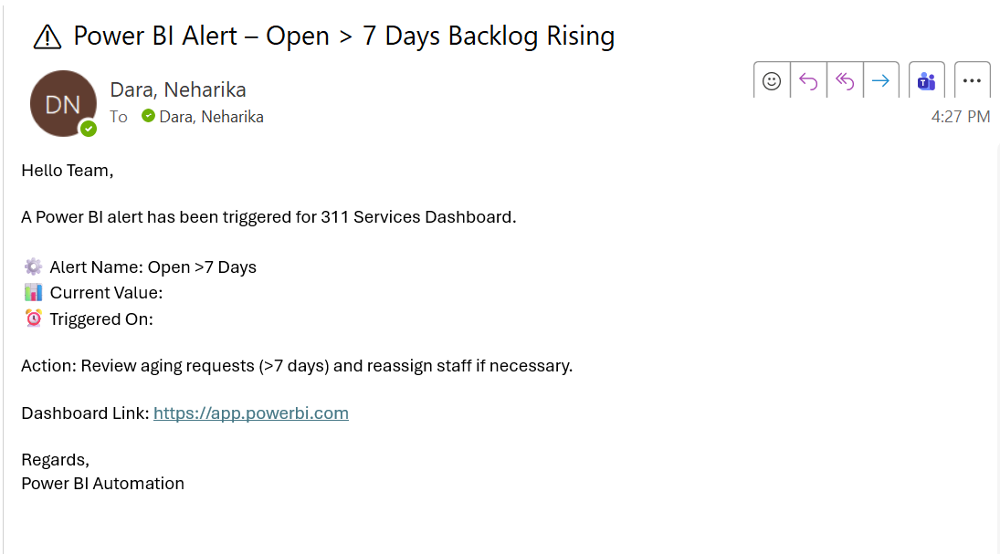 ⚠ Power BI Alert – Open > 7 Days Backlog Rising
DN
Dara, Neharika
To Dara, Neharika
4:27 PM
Hello Team,
A Power BI alert has been triggered for 311 Services Dashboard.
⚙️ Alert Name: Open >7 Days
📊 Current Value:
⏰ Triggered On:
Action: Review aging requests (>7 days) and reassign staff if necessary.
Dashboard Link: https://app.powerbi.com
Regards,
Power BI Automation